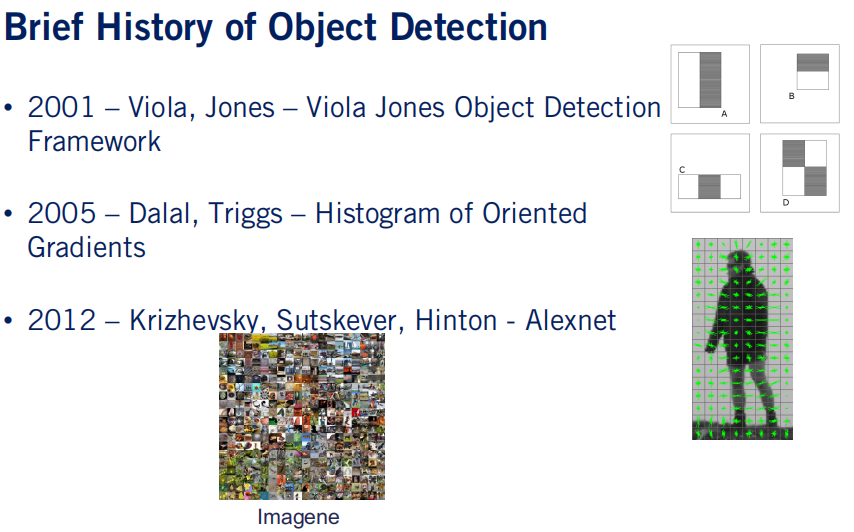 Brief History of Object Detection
• 2001 – Viola, Jones – Viola Jones Object Detection
Framework
• 2005 – Dalal, Triggs – Histogram of Oriented
Gradients
• 2012 – Krizhevsky, Sutskever, Hinton - Alexnet
Imagene
A
B
C
D